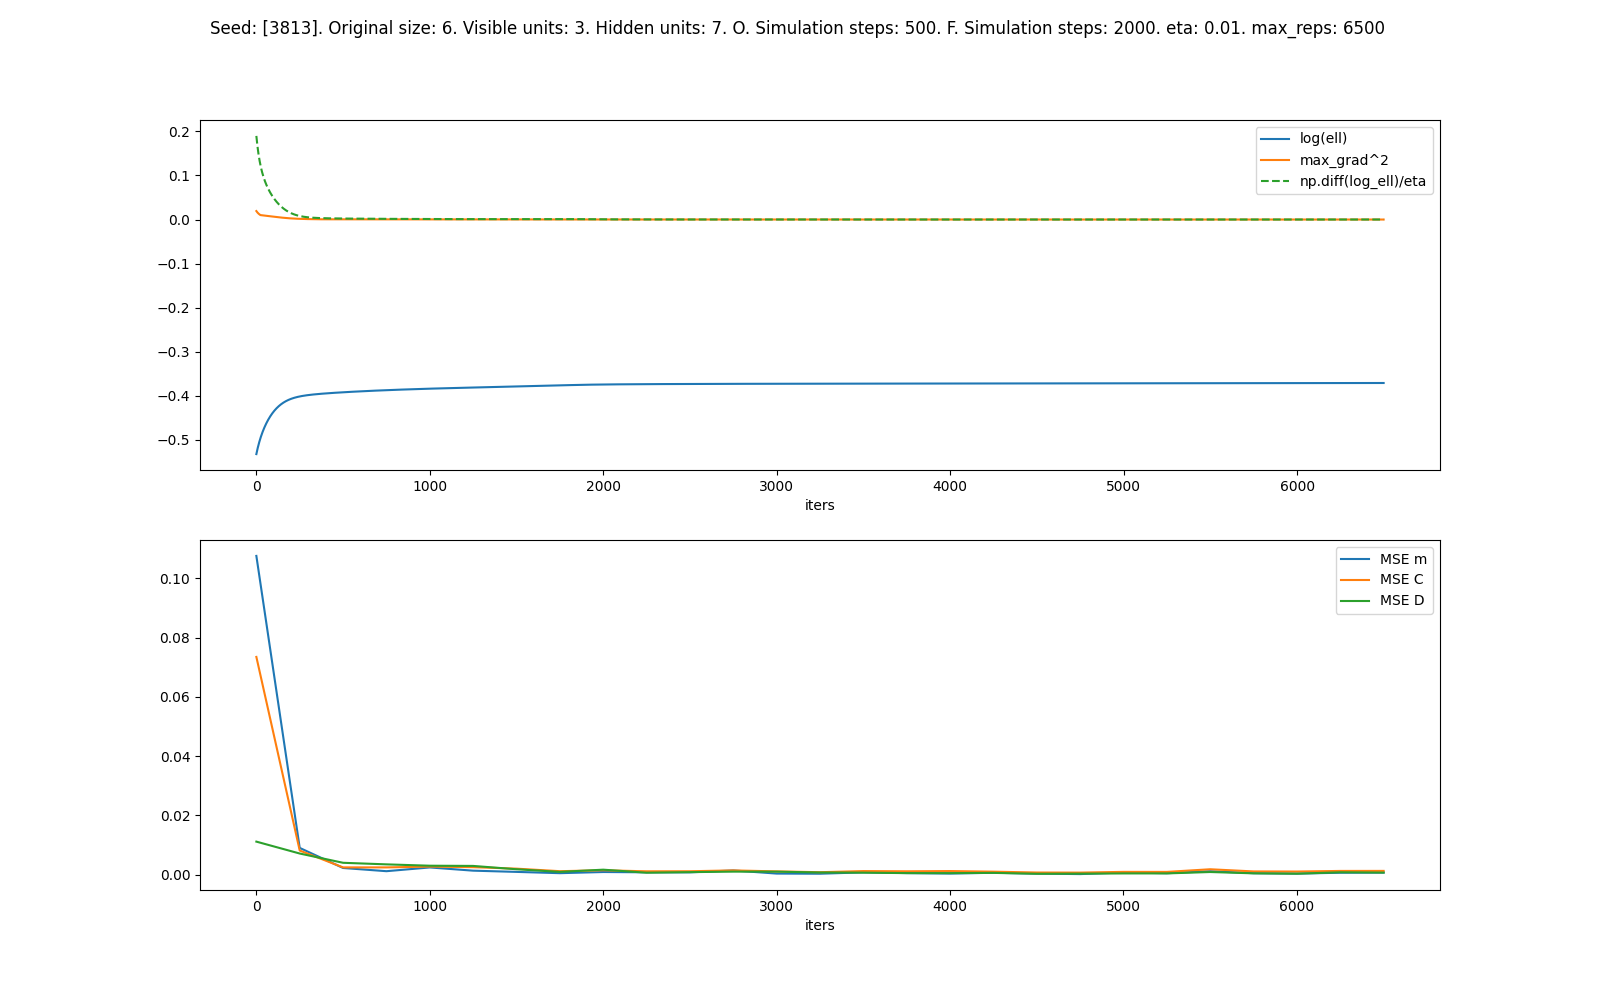 Seed: [3813]. Original size: 6. Visible units: 3. Hidden units: 7. O. Simulation steps: 500. F. Simulation steps: 2000. eta: 0.01. max_reps: 6500
0.2
0.1
0.0
−0.1
−0.2
−0.3
−0.4
−0.5
log(ell)
max_grad^2
np.diff(log_ell)/eta
0 1000 2000 3000 4000 5000 6000
iters
0.10
0.08
0.06
0.04
0.02
0.00
MSE m
MSE C
MSE D
0 1000 2000 3000 4000 5000 6000
iters